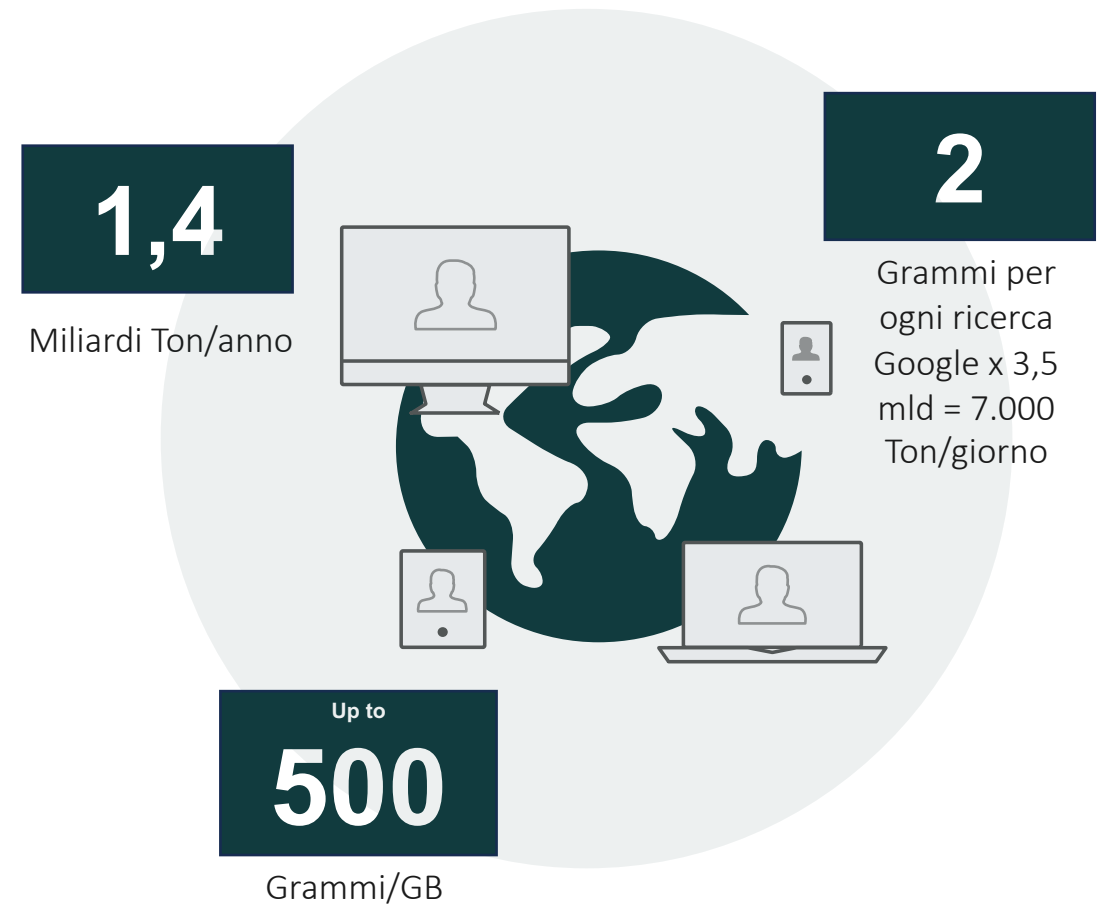 1,4
Miliardi Ton/anno
2
Grammi per
ogni ricerca
Google x 3,5
mld = 7.000
Ton/giorno
Up to
500
Grammi/GB